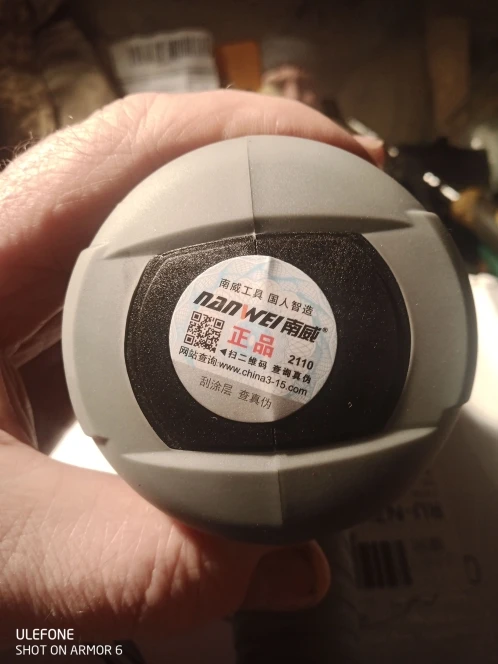 南威工具 国人智造
NANWEI南威®
正品
2110
◀扫二维码 查询真伪
网站查询:www.china3-15.com
刮涂层 查真伪
ULEFONE
SHOT ON ARMOR 6